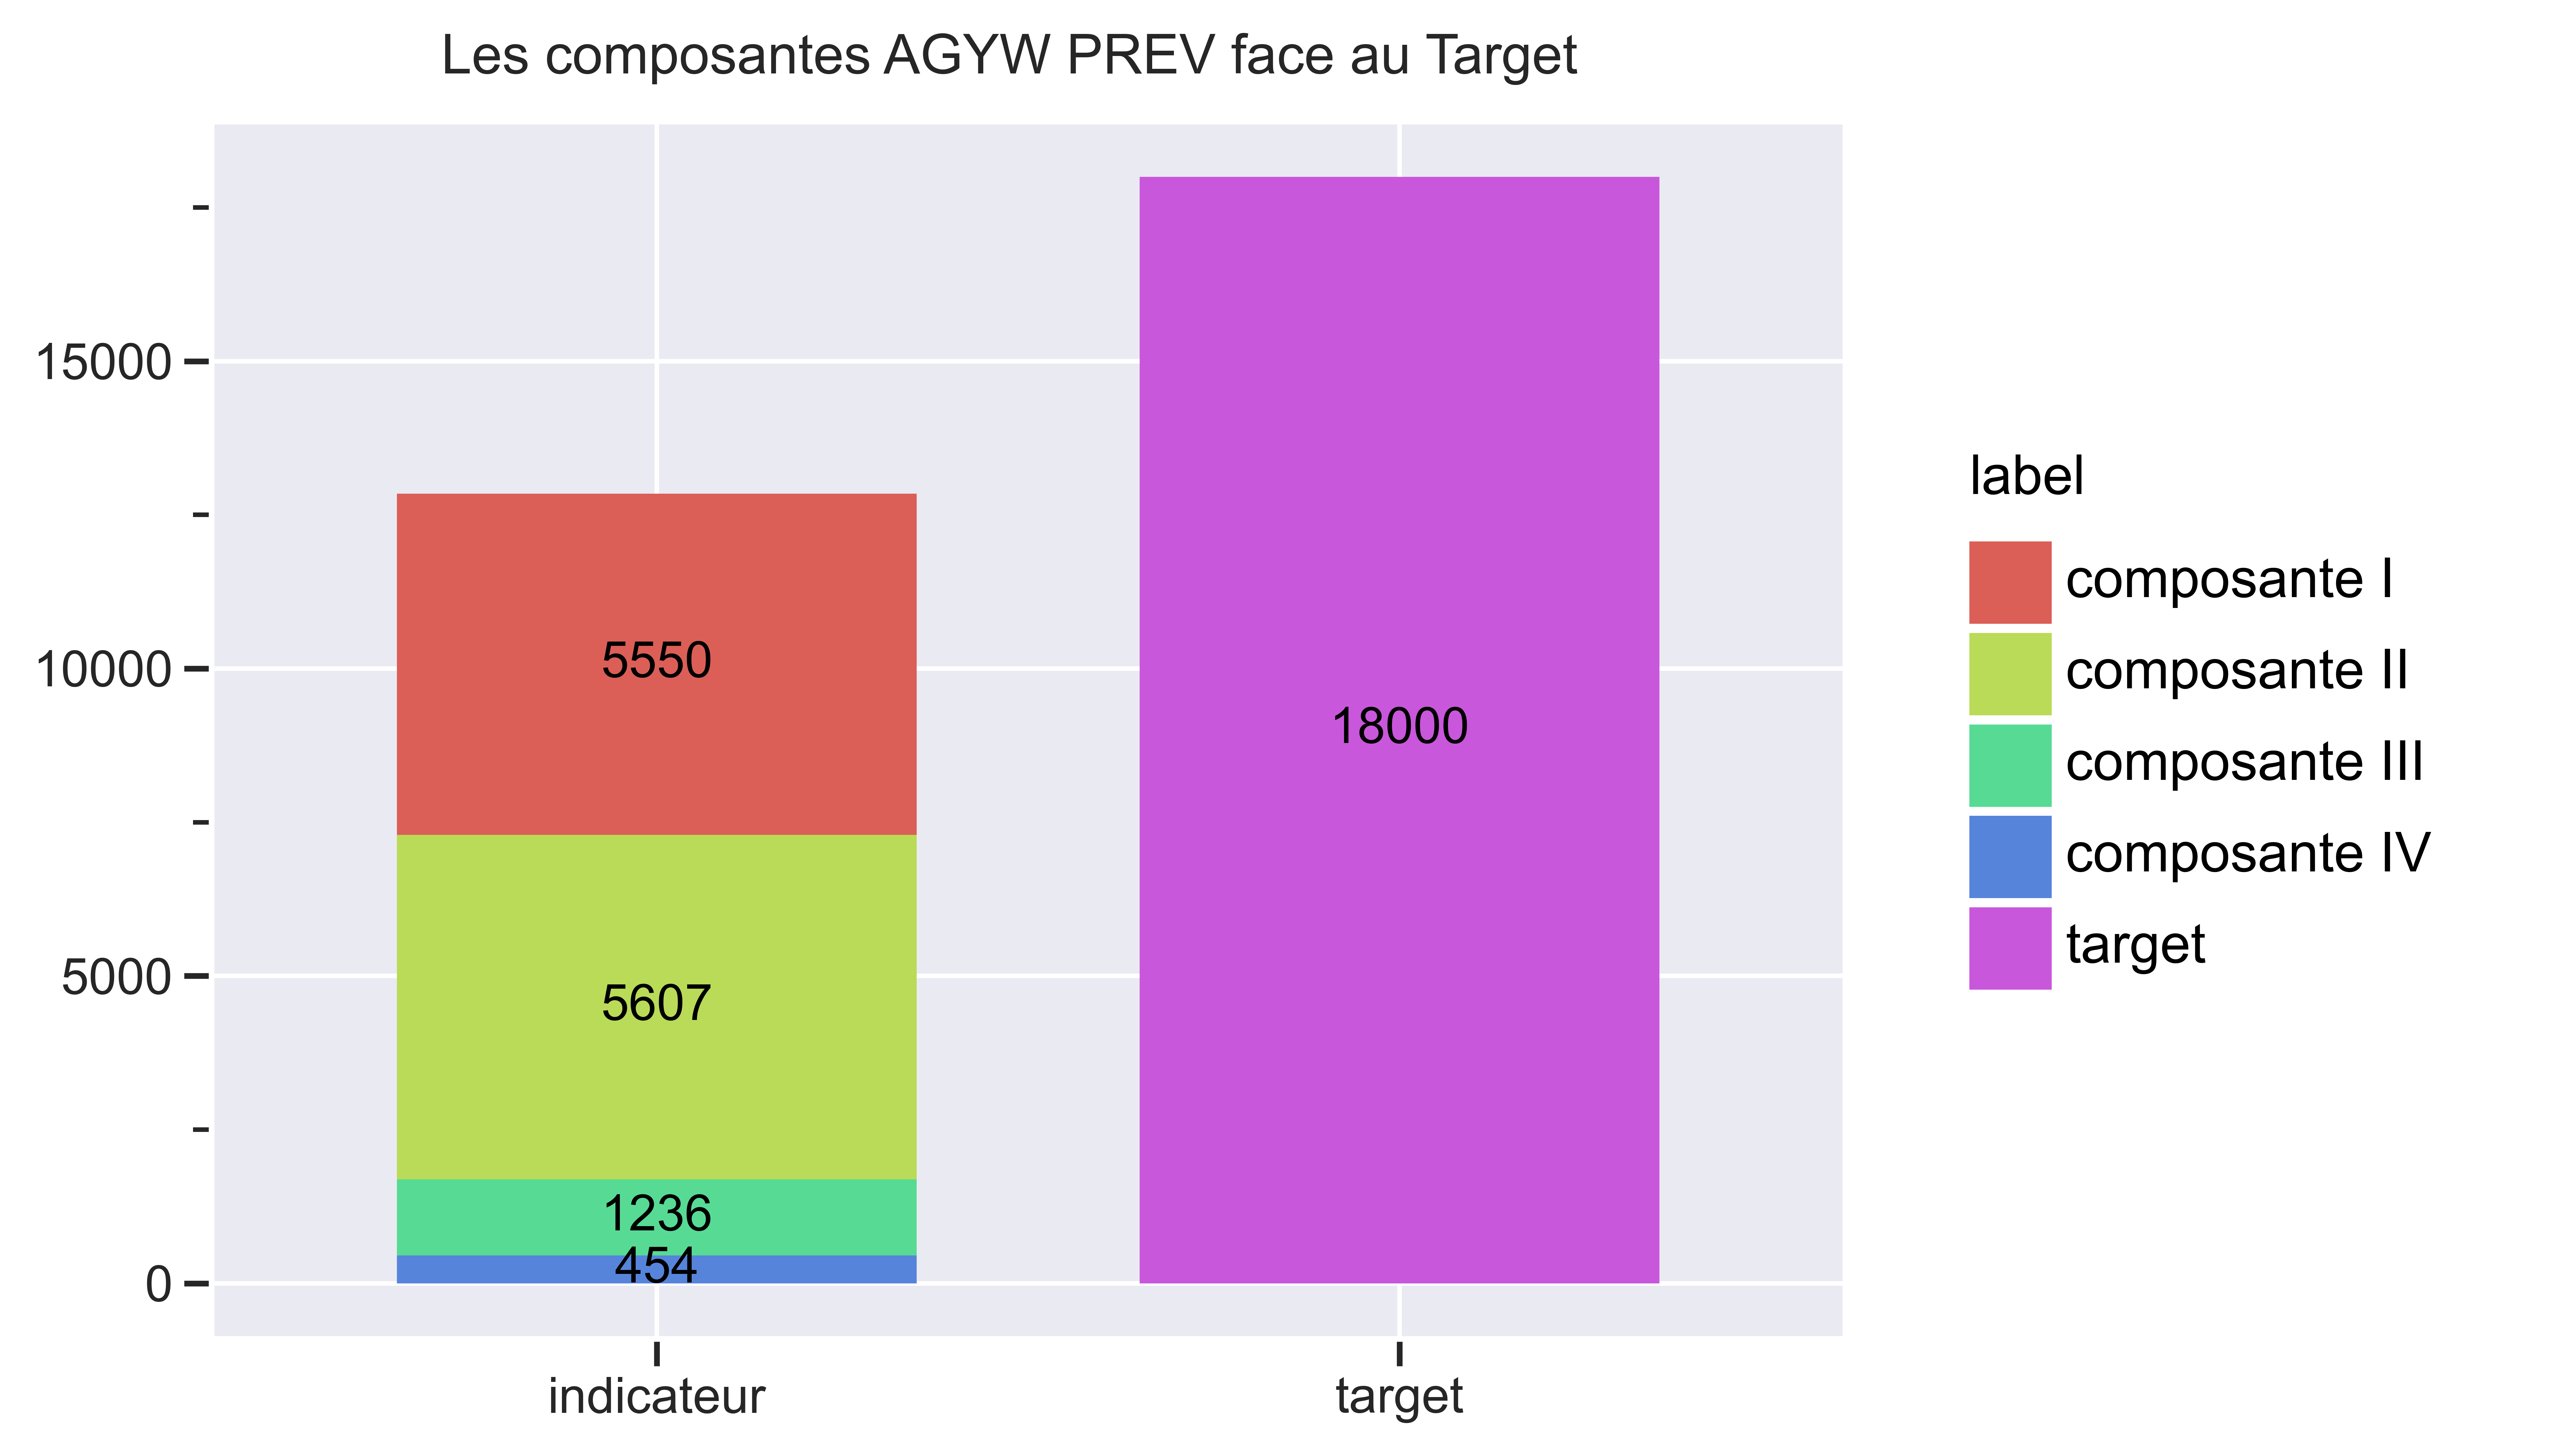 Les composantes AGYW PREV face au Target
15000
10000
5000
0
5550
5607
1236
454
18000
indicateur
target
label
composante I
composante II
composante III
composante IV
target